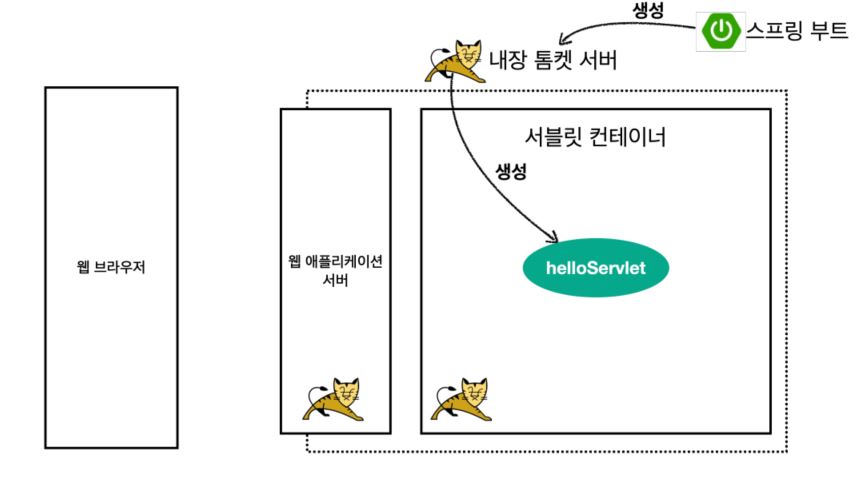 생성
스프링 부트
내장 톰켓 서버
서블릿 컨테이너
생성
웹 브라우저
웹 애플리케이션
서버
helloServlet